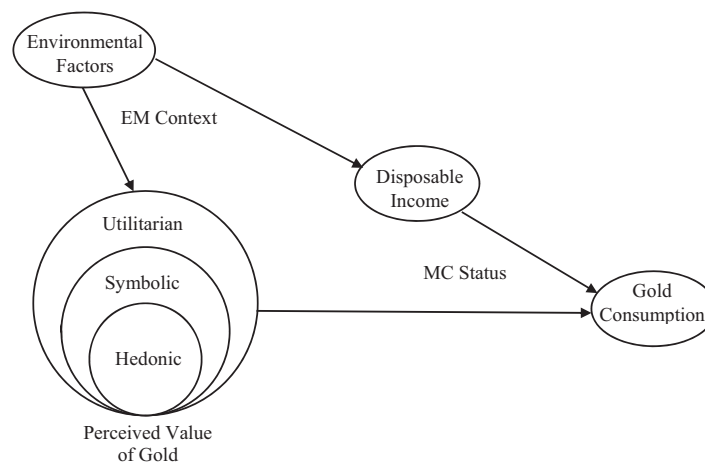 Environmental
Factors
EM Context
Disposable
Income
Utilitarian
Symbolic
MC Status
Gold
Consumption
Hedonic
Perceived Value
of Gold